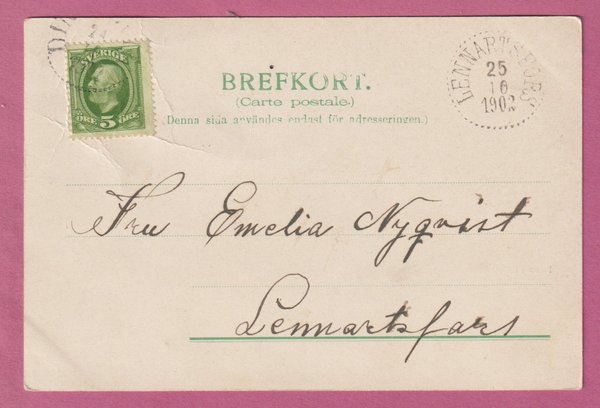 SVERIGE
ÖRE 5 ÖRE
BREFKORT.
(Carte postale.)
(Denna sida användes endast för adresseringen.)
LENNARTSFORS
25
10
1902
Fru Emelia Nyqvist
Lennartsfors